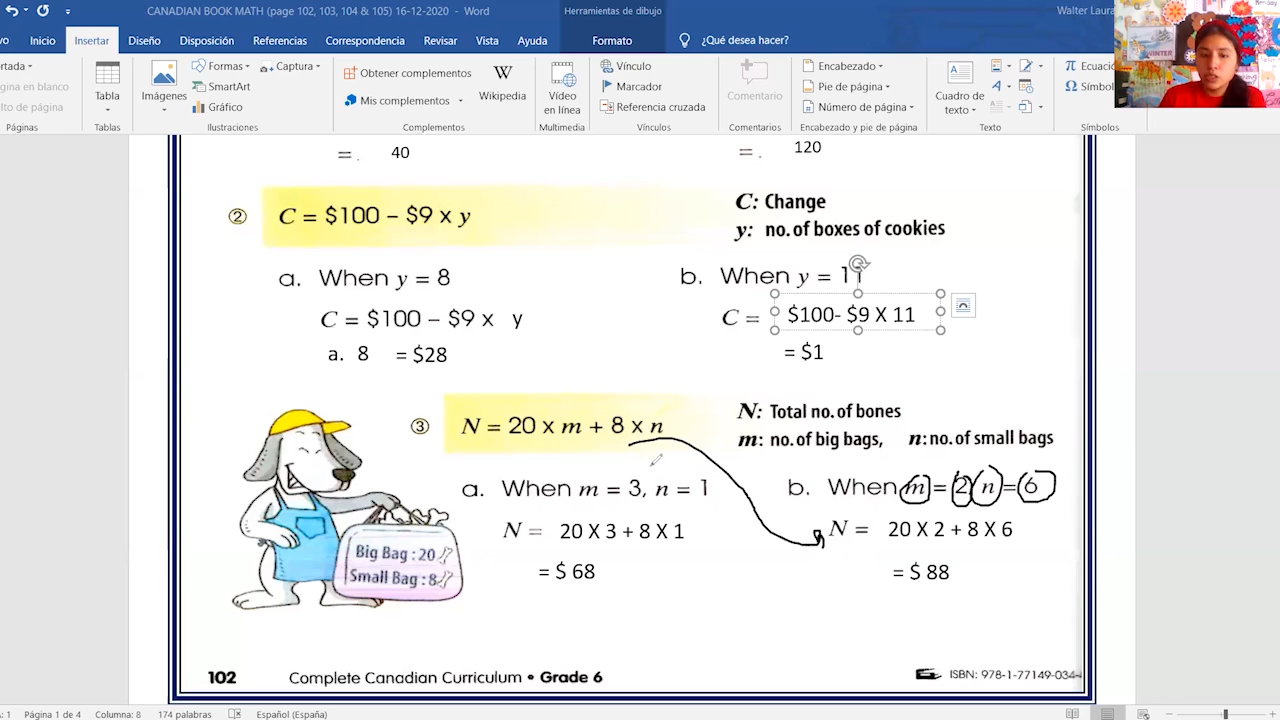 CANADIAN BOOK MATH (page 102, 103, 104 & 105) 16-12-2020 - Word
Herramientas de dibujo
Walter Laura
Inicio Insertar Diseño Disposición Referencias Correspondencia Revisar Vista Ayuda Formato ¿Qué desea hacer?
Tabla
Imágenes
Formas
SmartArt
Gráfico
Captura
Obtener complementos
Mis complementos
Wikipedia
Vídeo en línea
Vínculo
Marcador
Referencia cruzada
Comentario
Encabezado
Pie de página
Número de página
Cuadro de texto
Páginas Tablas Ilustraciones Complementos Multimedia Vínculos Comentarios Encabezado y pie de página Texto Símbolos
WINTER
= . 40
= . 120
② C = $100 – $9 x y
C: Change
y: no. of boxes of cookies
a. When y = 8
C = $100 – $9 x y
a. 8 = $28
b. When y = 11
C = $100- $9 X 11
= $1
③ N = 20 x m + 8 x n
N: Total no. of bones
m: no. of big bags, n: no. of small bags
a. When m = 3, n = 1
N = 20 X 3 + 8 X 1
= $ 68
b. When m = 2 n = 6
N = 20 X 2 + 8 X 6
= $ 88
Big Bag : 20
Small Bag : 8
102 Complete Canadian Curriculum • Grade 6
ISBN: 978-1-77149-034-
Página 1 de 4 Columna: 8 174 palabras Español (España)